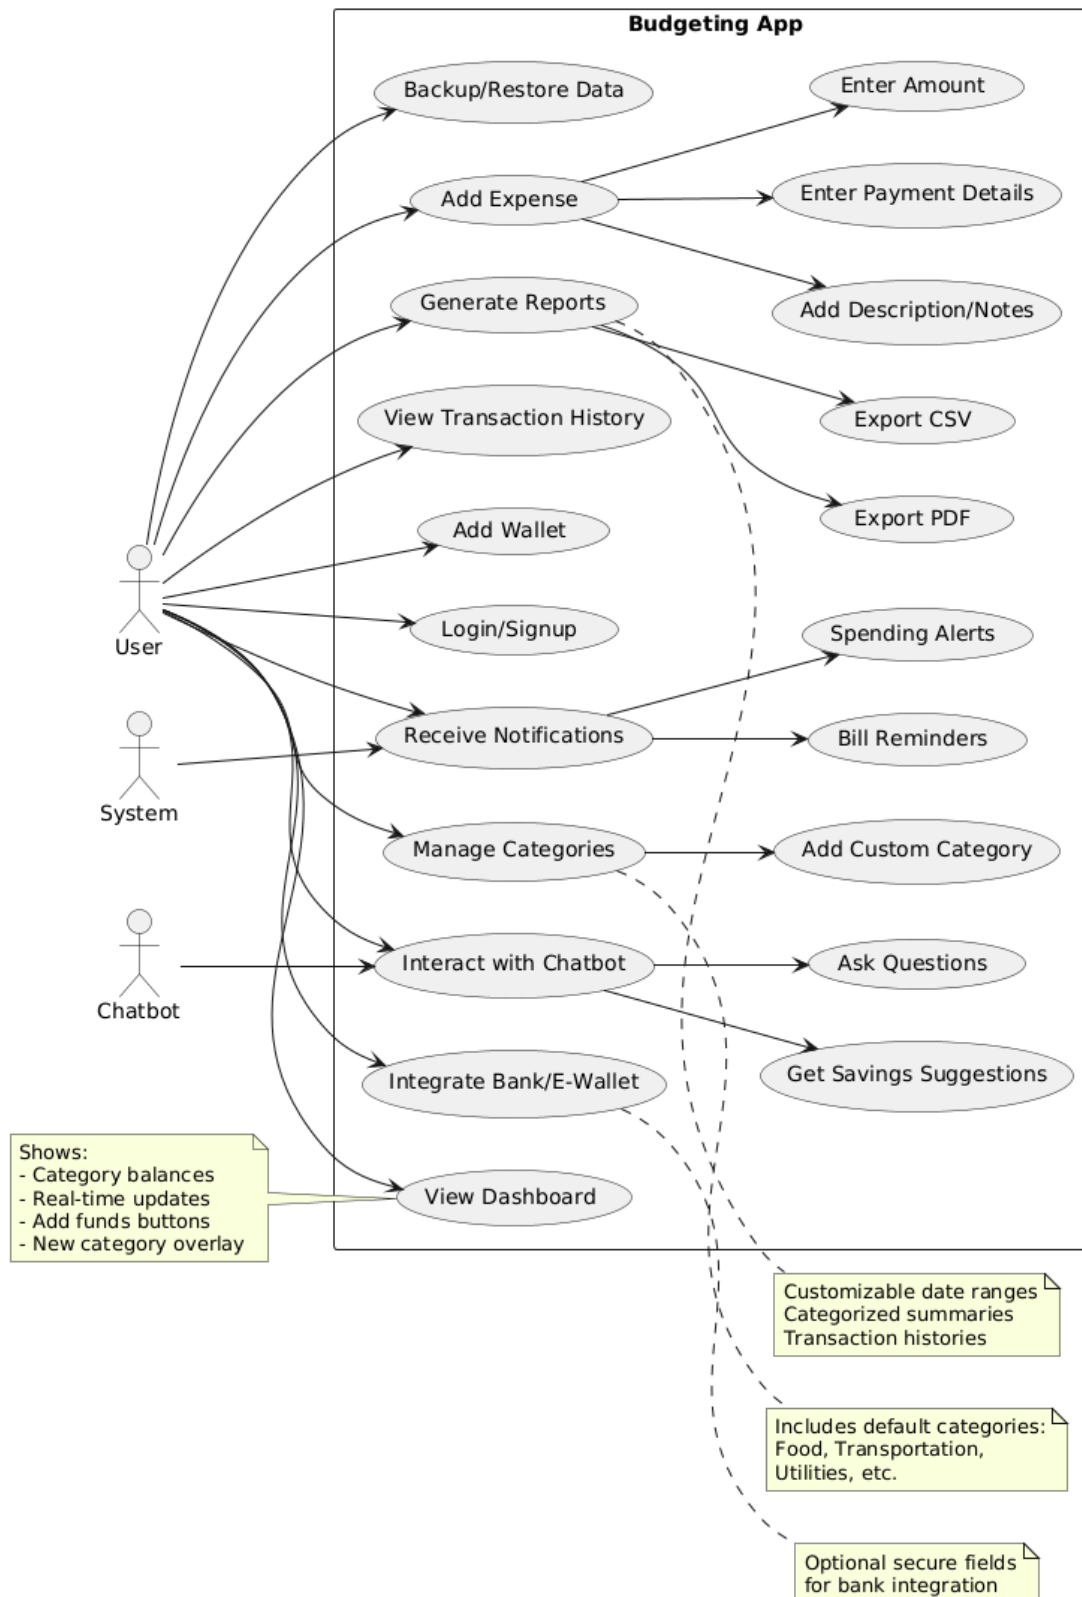 Budgeting App
Backup/Restore Data
Enter Amount
Add Expense
Enter Payment Details
Generate Reports
Add Description/Notes
View Transaction History
Export CSV
Add Wallet
Export PDF
User
Login/Signup
Spending Alerts
Receive Notifications
Bill Reminders
System
Manage Categories
Add Custom Category
Chatbot
Interact with Chatbot
Ask Questions
Integrate Bank/E-Wallet
Get Savings Suggestions
Shows:
- Category balances
- Real-time updates
- Add funds buttons
- New category overlay
View Dashboard
Customizable date ranges
Categorized summaries
Transaction histories
Includes default categories:
Food, Transportation,
Utilities, etc.
Optional secure fields
for bank integration